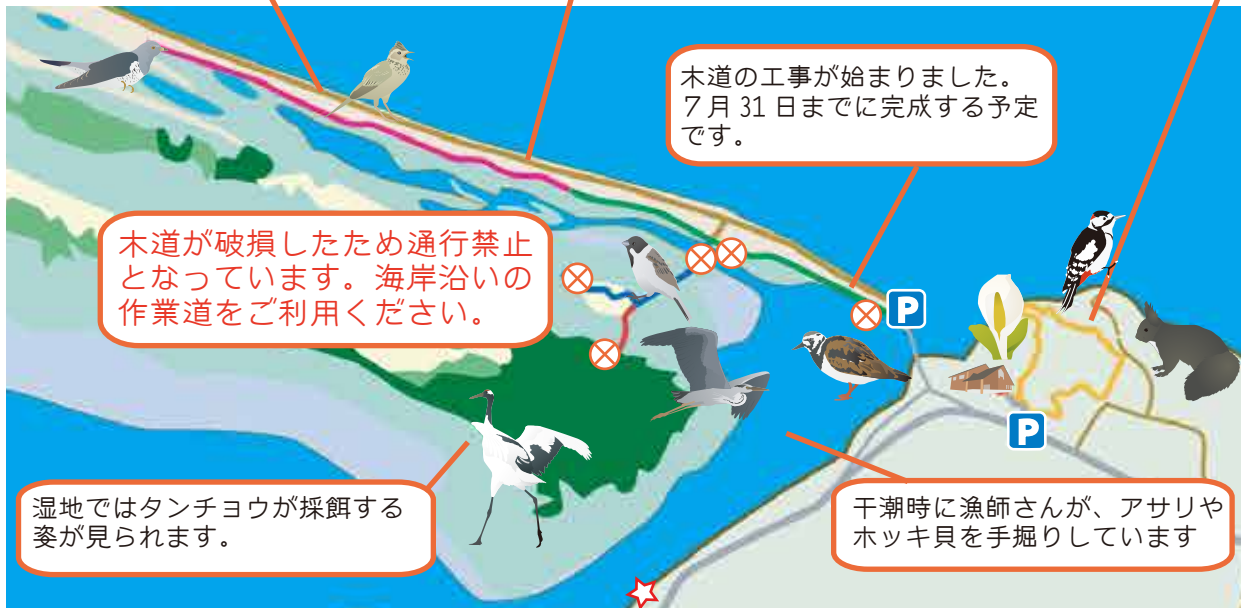 木道の工事が始まりました。
７月 31 日までに完成する予定
です。
木道が破損したため通行禁止
となっています。海岸沿いの
作業道をご利用ください。
P
P
湿地ではタンチョウが採餌する
姿が見られます。
干潮時に漁師さんが、アサリや
ホッキ貝を手掘りしています